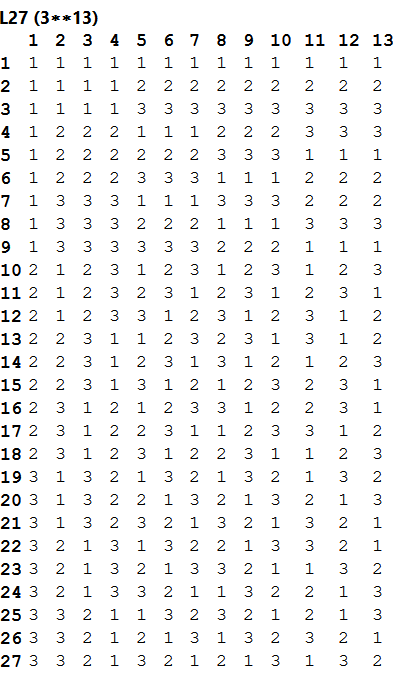 L27 (3**13)
1 2 3 4 5 6 7 8 9 10 11 12 13
1 1 1 1 1 1 1 1 1 1 1 1 1 1
2 1 1 1 1 2 2 2 2 2 2 2 2 2
3 1 1 1 1 3 3 3 3 3 3 3 3 3
4 1 2 2 2 1 1 1 2 2 2 3 3 3
5 1 2 2 2 2 2 2 3 3 3 1 1 1
6 1 2 2 2 3 3 3 1 1 1 2 2 2
7 1 3 3 3 1 1 1 3 3 3 2 2 2
8 1 3 3 3 2 2 2 1 1 1 3 3 3
9 1 3 3 3 3 3 3 2 2 2 1 1 1
10 2 1 2 3 1 2 3 1 2 3 1 2 3
11 2 1 2 3 2 3 1 2 3 1 2 3 1
12 2 1 2 3 3 1 2 3 1 2 3 1 2
13 2 2 3 1 1 2 3 2 3 1 3 1 2
14 2 2 3 1 2 3 1 3 1 2 1 2 3
15 2 2 3 1 3 1 2 1 2 3 2 3 1
16 2 3 1 2 1 2 3 3 1 2 2 3 1
17 2 3 1 2 2 3 1 1 2 3 3 1 2
18 2 3 1 2 3 1 2 2 3 1 1 2 3
19 3 1 3 2 1 3 2 1 3 2 1 3 2
20 3 1 3 2 2 1 3 2 1 3 2 1 3
21 3 1 3 2 3 2 1 3 2 1 3 2 1
22 3 2 1 3 1 3 2 2 1 3 3 2 1
23 3 2 1 3 2 1 3 3 2 1 1 3 2
24 3 2 1 3 3 2 1 1 3 2 2 1 3
25 3 3 2 1 1 3 2 3 2 1 2 1 3
26 3 3 2 1 2 1 3 1 3 2 3 2 1
27 3 3 2 1 3 2 1 2 1 3 1 3 2